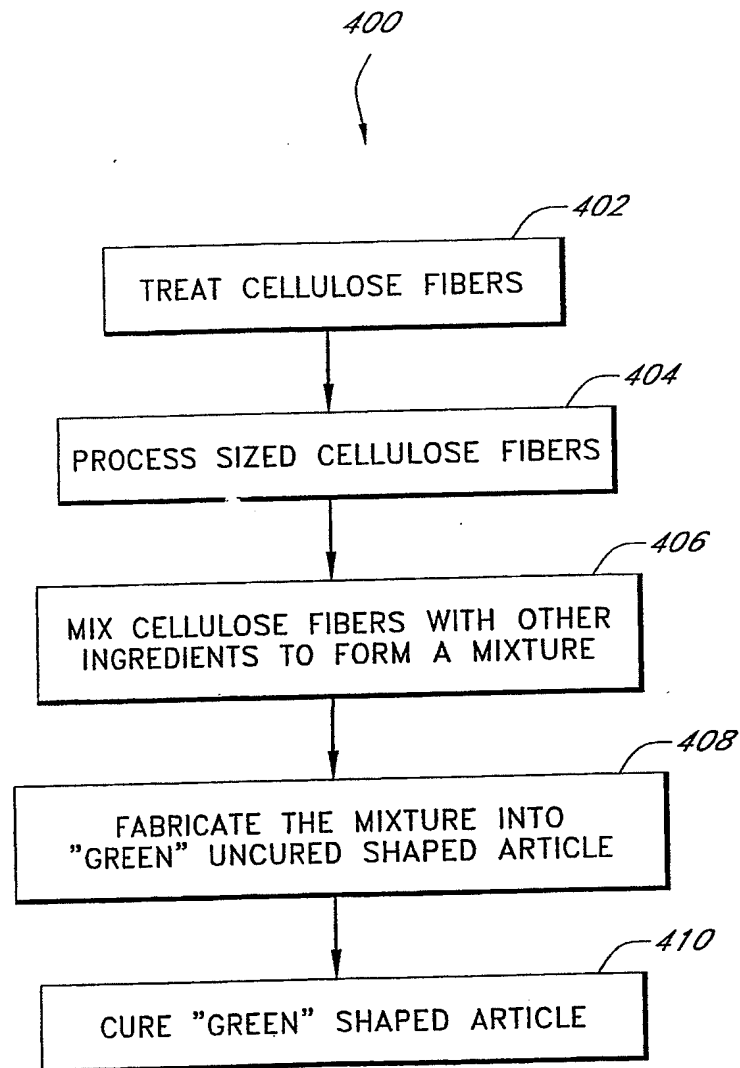 400
402
TREAT CELLULOSE FIBERS
404
PROCESS SIZED CELLULOSE FIBERS
406
MIX CELLULOSE FIBERS WITH OTHER
INGREDIENTS TO FORM A MIXTURE
408
FABRICATE THE MIXTURE INTO
"GREEN" UNCURED SHAPED ARTICLE
410
CURE "GREEN" SHAPED ARTICLE